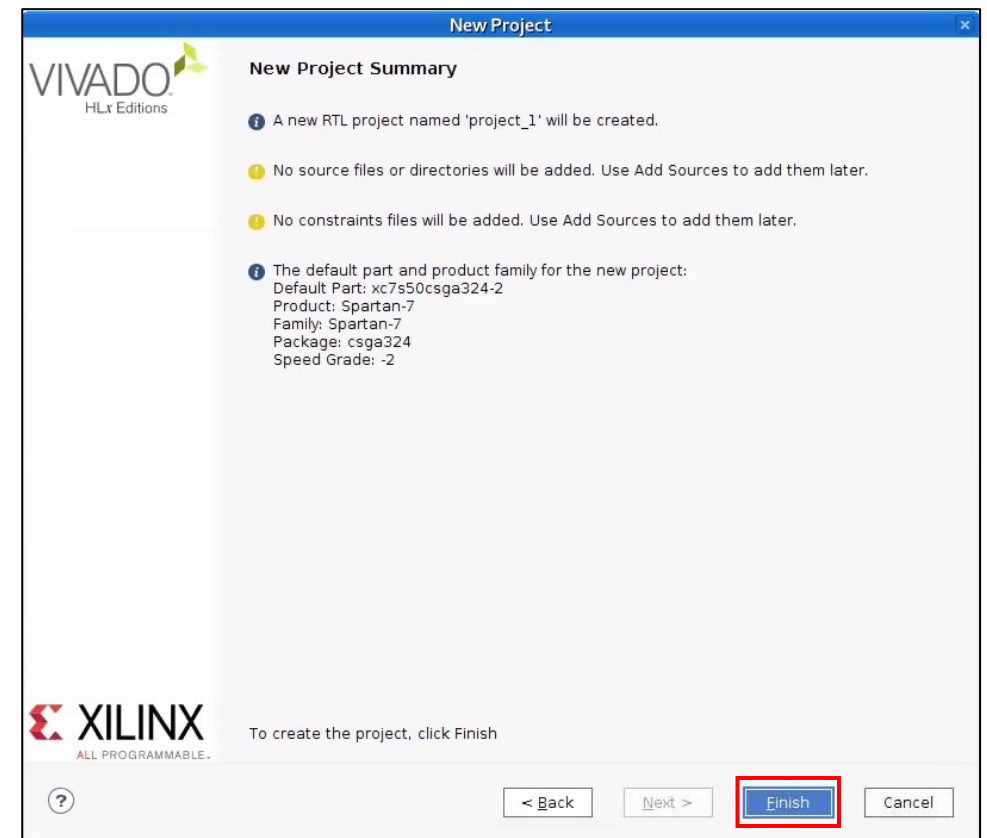 New Project
VIVADO.
HLx Editions
New Project Summary
A new RTL project named 'project_1' will be created.
No source files or directories will be added. Use Add Sources to add them later.
No constraints files will be added. Use Add Sources to add them later.
The default part and product family for the new project:
Default Part: xc7s50csga324-2
Product: Spartan-7
Family: Spartan-7
Package: csga324
Speed Grade: -2
XILINX
ALL PROGRAMMABLE.
To create the project, click Finish
?
< Back
Next >
Finish
Cancel